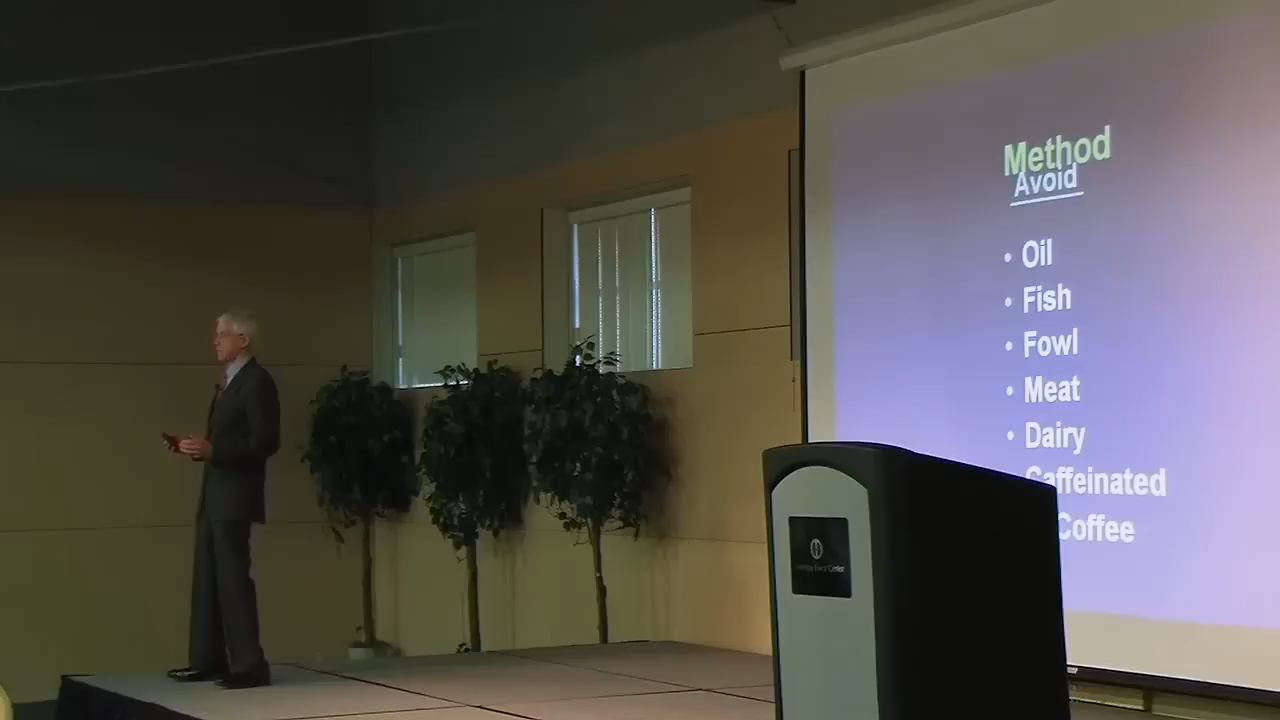 Method
Avoid
• Oil
• Fish
• Fowl
• Meat
• Dairy
Caffeinated
Coffee